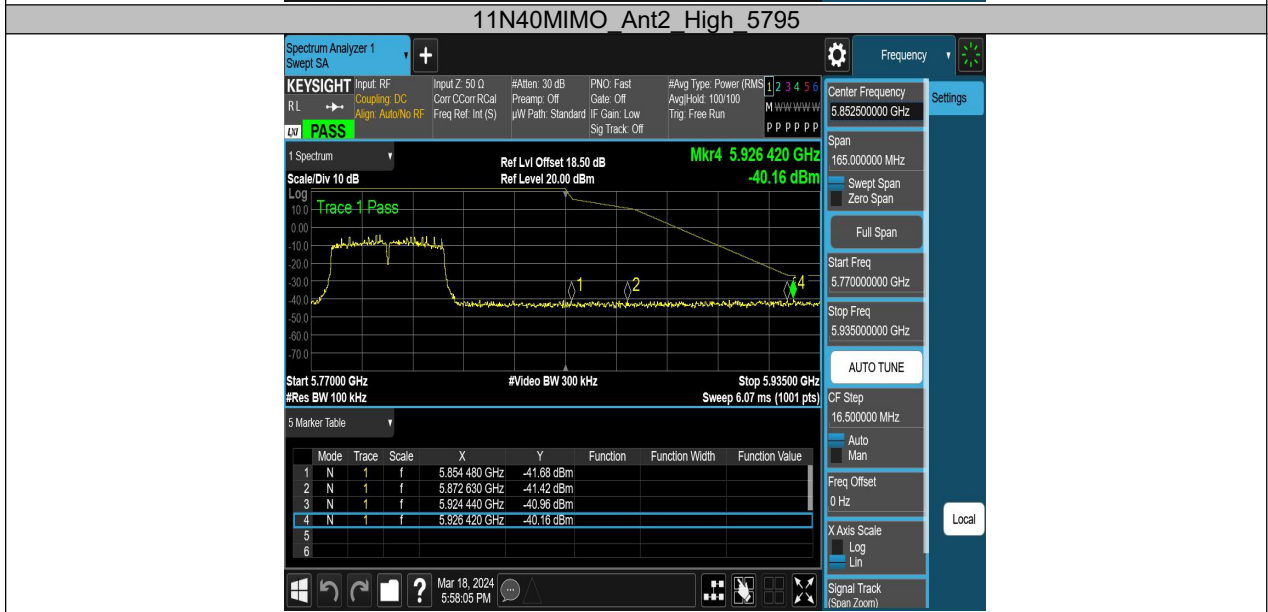 11N40MIMO_Ant2_High_5795
Spectrum Analyzer 1
Swept SA
+
Frequency
KEYSIGHT
RL
LXI PASS
Input: RF
Coupling: DC
Align: Auto/No RF
Input Z: 50 Ω
Corr CCorr RCal
Freq Ref: Int (S)
#Atten: 30 dB
Preamp: Off
µW Path: Standard
PNO: Fast
Gate: Off
IF Gain: Low
Sig Track: Off
#Avg Type: Power (RMS
Avg|Hold: 100/100
Trig: Free Run
1 2 3 4 5 6
M W W W W W
P P P P P P
1 Spectrum
Scale/Div 10 dB
Ref Lvl Offset 18.50 dB
Ref Level 20.00 dBm
Mkr4 5.926 420 GHz
-40.16 dBm
Log
Trace 1 Pass
10.0
0.00
-10.0
-20.0
-30.0
-40.0
-50.0
-60.0
-70.0
1
2
4
Start 5.77000 GHz
#Video BW 300 kHz
Stop 5.93500 GHz
#Res BW 100 kHz
Sweep 6.07 ms (1001 pts)
5 Marker Table
Mode Trace Scale X Y Function Function Width Function Value
1 N 1 f 5.854 480 GHz -41.68 dBm
2 N 1 f 5.872 630 GHz -41.42 dBm
3 N 1 f 5.924 440 GHz -40.96 dBm
4 N 1 f 5.926 420 GHz -40.16 dBm
5
6
Center Frequency
5.852500000 GHz
Settings
Span
165.000000 MHz
Swept Span
Zero Span
Full Span
Start Freq
5.770000000 GHz
Stop Freq
5.935000000 GHz
AUTO TUNE
CF Step
16.500000 MHz
Auto
Man
Freq Offset
0 Hz
X Axis Scale
Log
Lin
Local
Signal Track
(Span Zoom)
?
Mar 18, 2024
5:58:05 PM